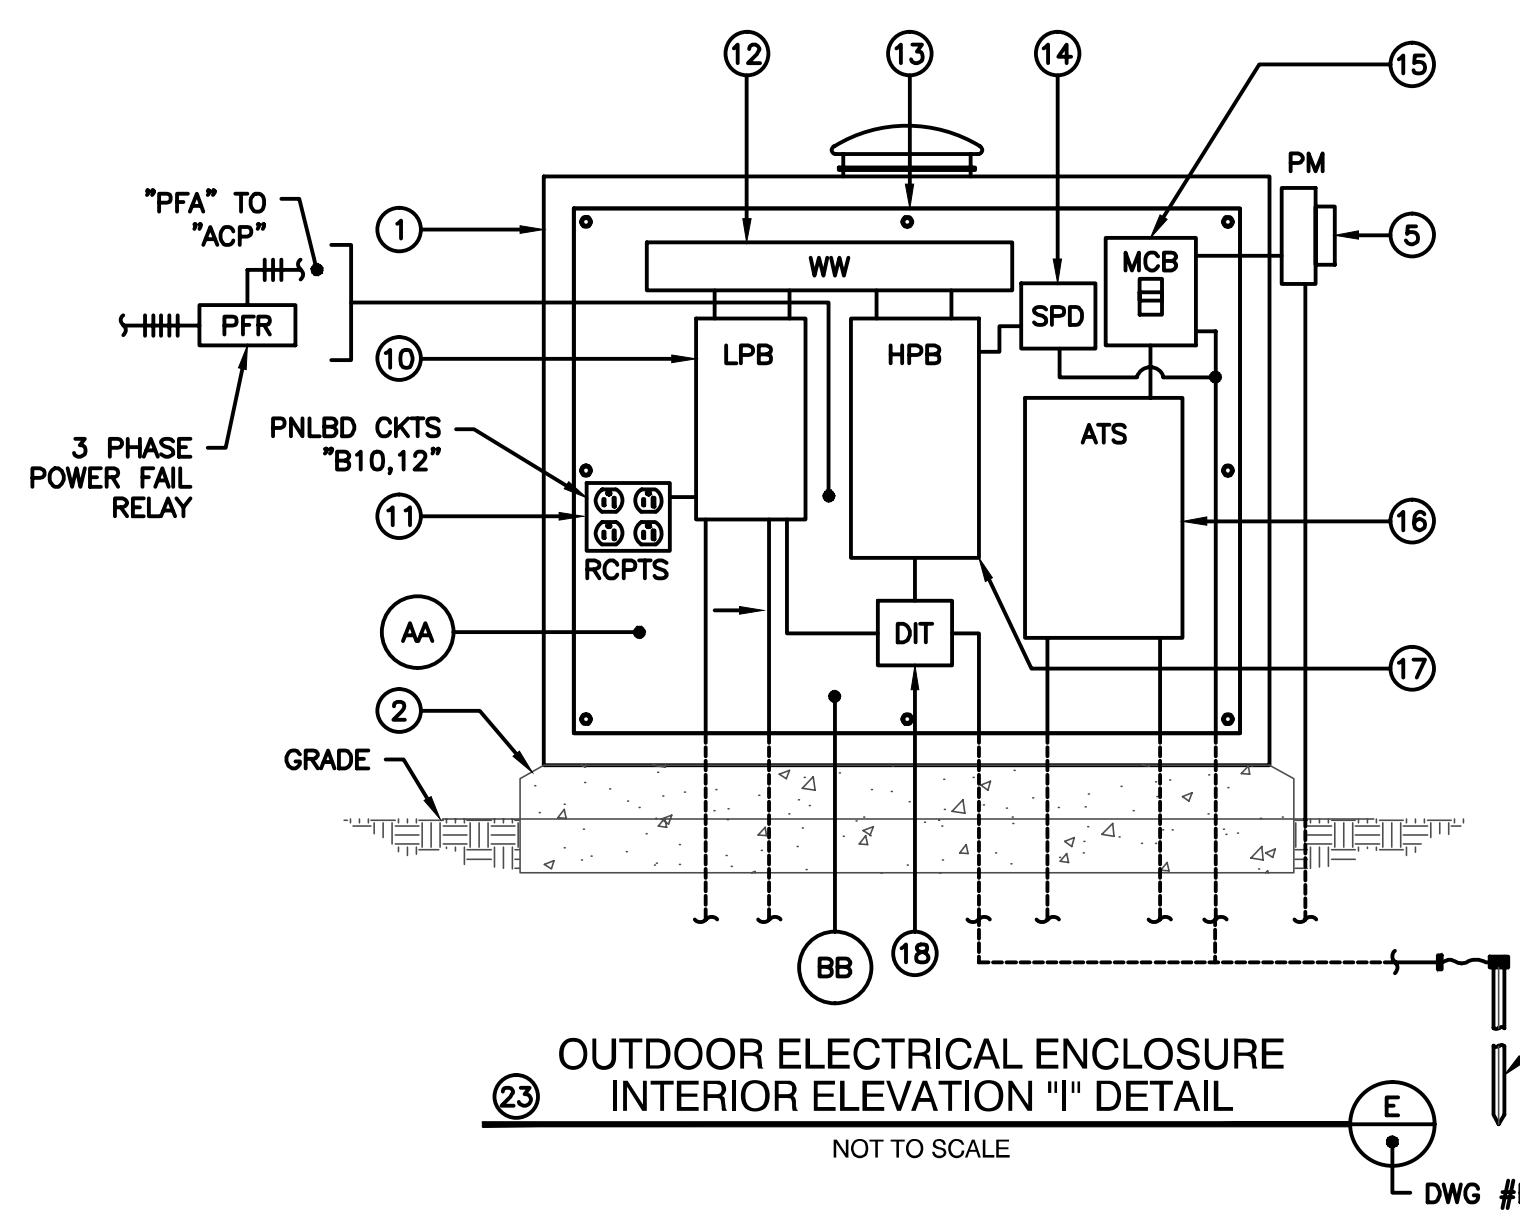 12
13
14
15
PM
"PFA" TO
"ACP"
1
5
WW
MCB
SPD
PFR
LPB
HPB
10
3 PHASE
POWER FAIL
RELAY
PNLBD CKTS
"B10,12"
ATS
11
16
RCPTS
AA
DIT
17
2
GRADE
BB
18
OUTDOOR ELECTRICAL ENCLOSURE
23
INTERIOR ELEVATION "I" DETAIL
E
NOT TO SCALE
DWG #